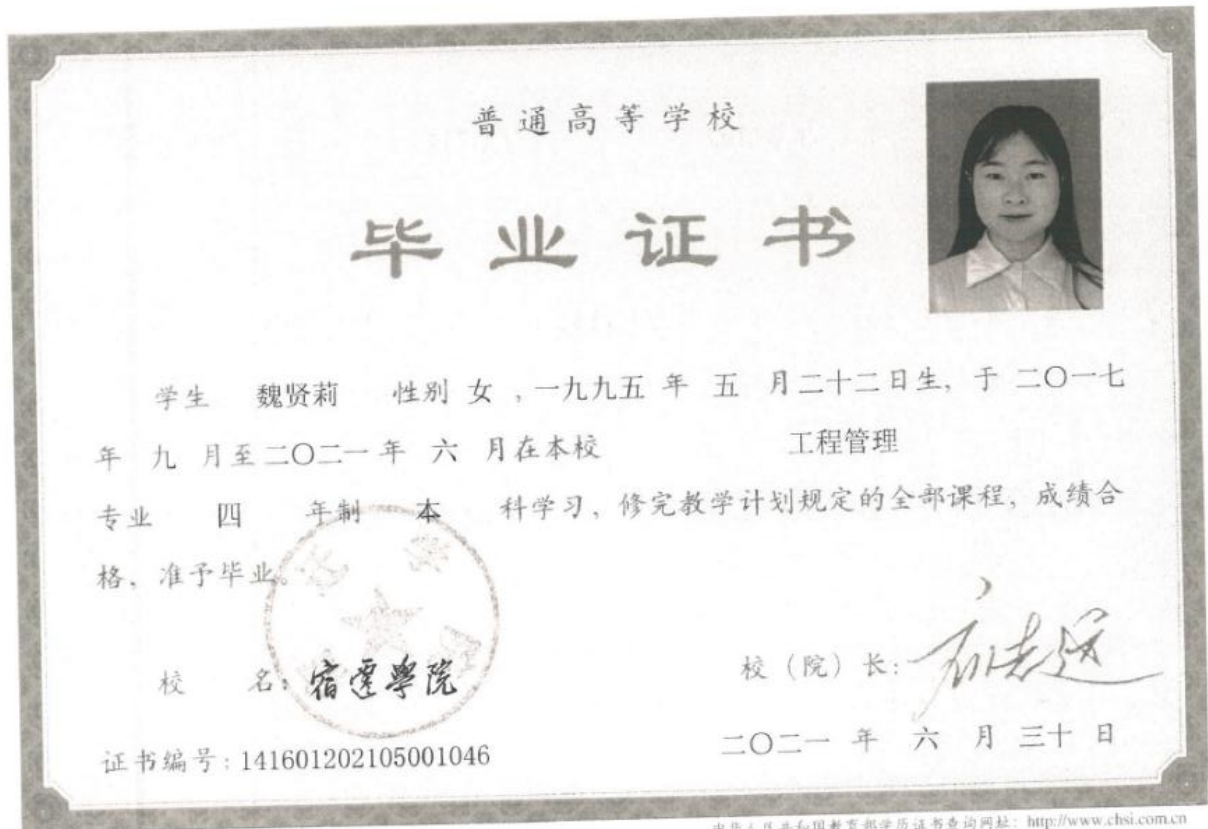 普通高等学校
毕业证书
学生 魏贤莉 性别 女 ,一九九五 年 五 月二十二日生, 于 二〇一七
年 九 月至二〇二一年 六 月在本校 工程管理
专业 四 年制 本 科学习, 修完教学计划规定的全部课程, 成绩合
格, 准予毕业。
校 名: 宿迁學院
校 (院) 长:
二〇二一 年 六 月 三十 日
证书编号: 141601202105001046
中华人民共和国教育部学历证书查询网址: http://www.chsi.com.cn